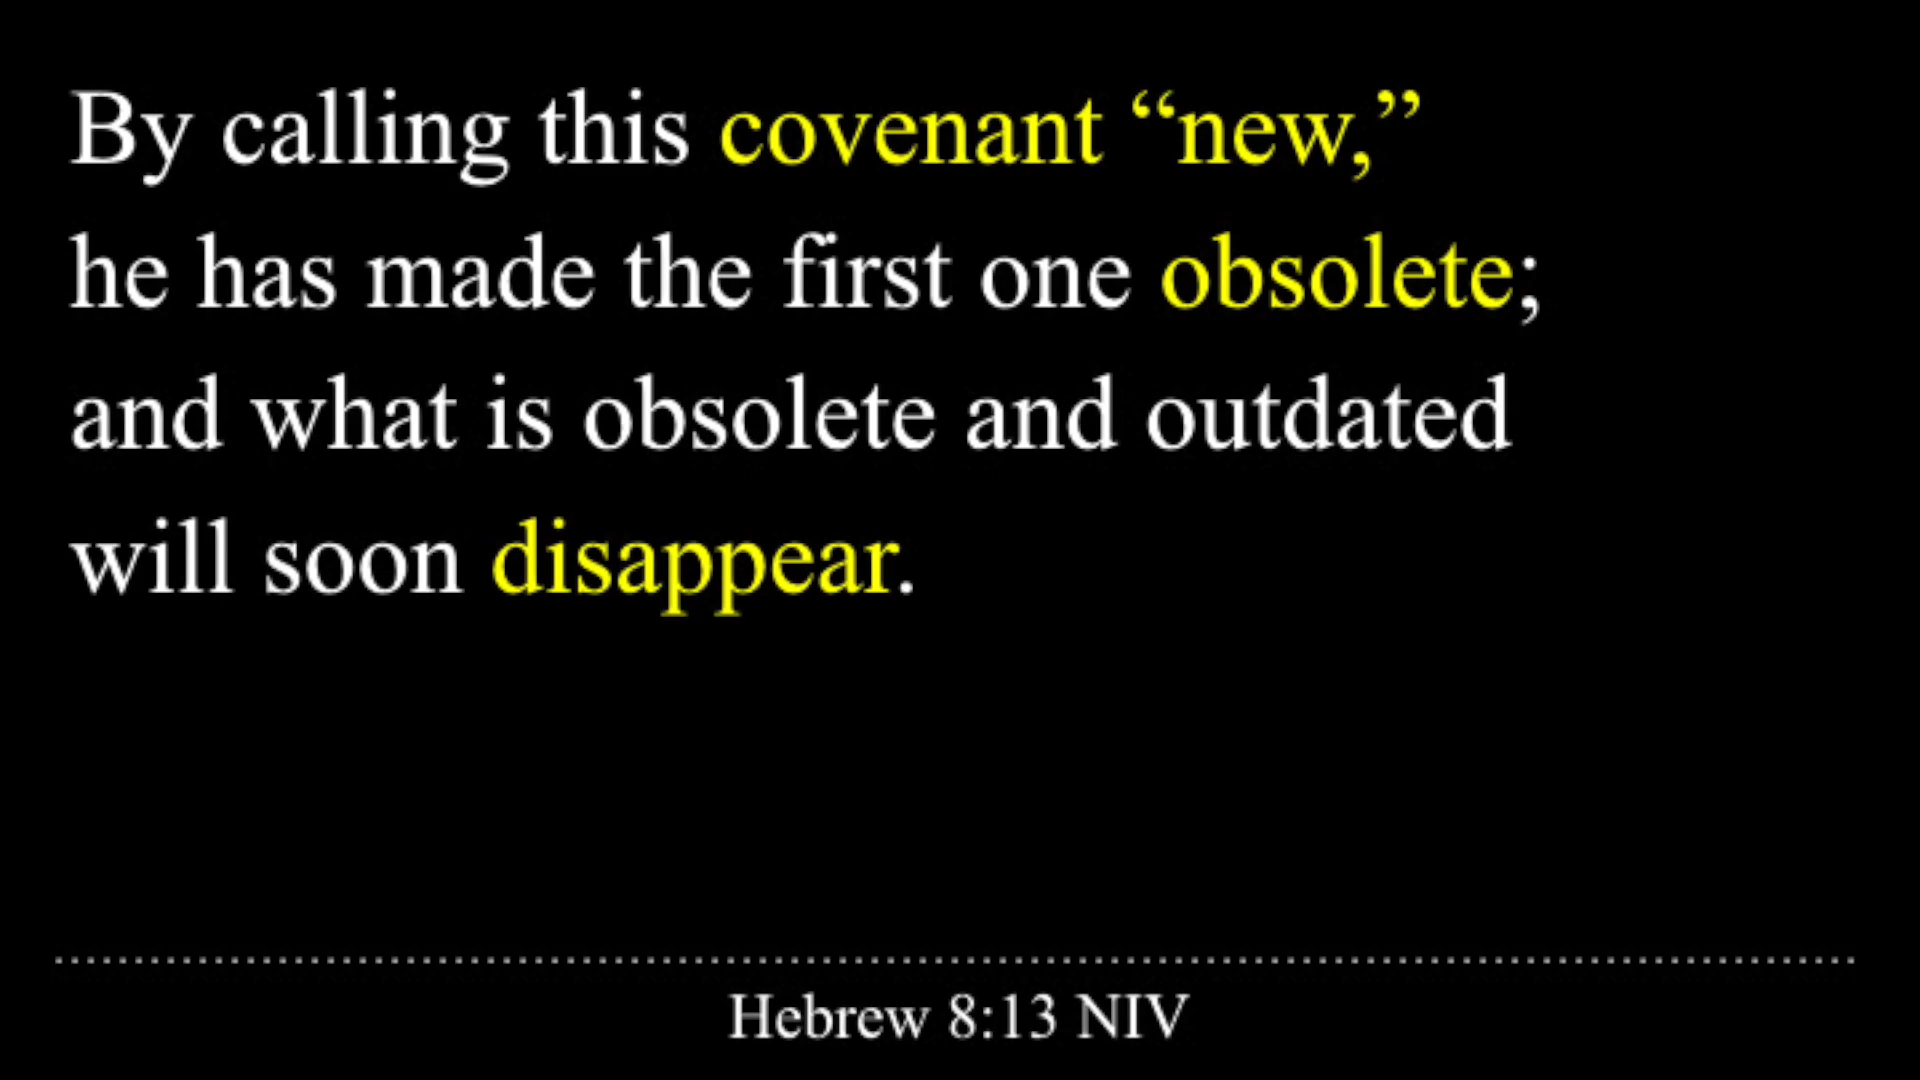 By calling this covenant “new,”
he has made the first one obsolete;
and what is obsolete and outdated
will soon disappear.
Hebrew 8:13 NIV